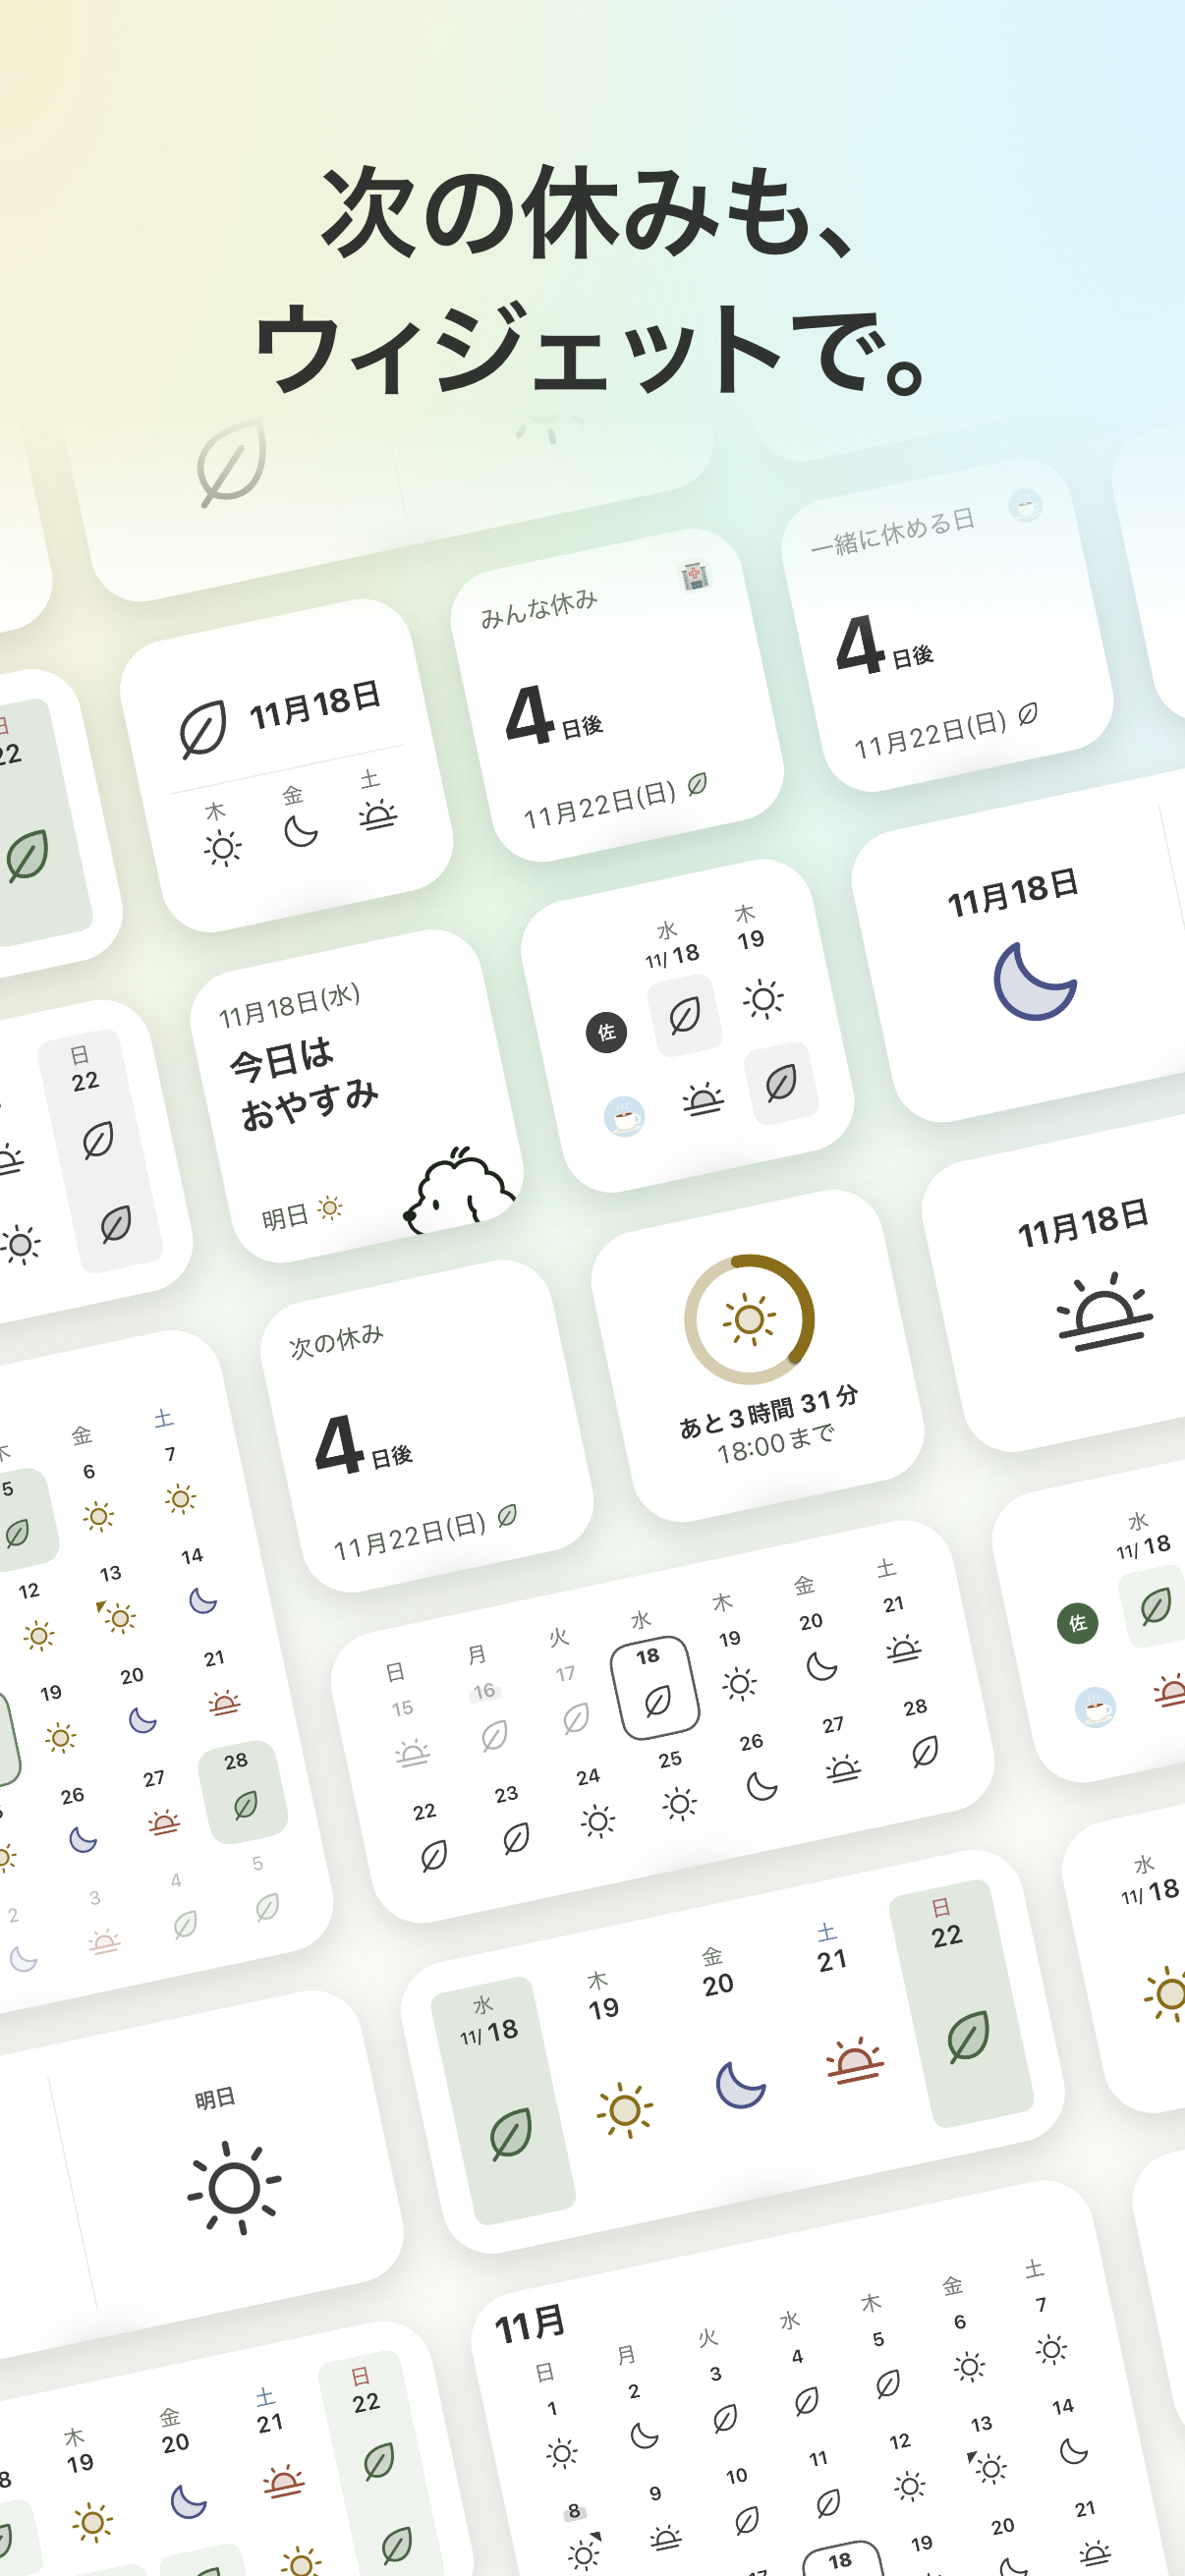 次の休みも、
ウィジェットで。
一緒に休める日
4日後
11月22日(日)
みんな休み
4日後
11月22日(日)
11月18日
木 金 土
日
22
11月18日
水 木
11/18 19
佐
11月18日(水)
今日は
おやすみ
明日
日
22
11月18日
あと3時間31分
18:00まで
次の休み
4日後
11月22日(日)
木 金 土
5 6 7
12 13 14
19 20 21
26 27 28
2 3 4 5
水
11/18
佐
日 月 火 水 木 金 土
15 16 17 18 19 20 21
22 23 24 25 26 27 28
水
11/18
水 木 金 土 日
11/18 19 20 21 22
明日
11月
日 月 火 水 木 金 土
1 2 3 4 5 6 7
8 9 10 11 12 13 14
17 18 19 20 21
木 金 土 日
19 20 21 22